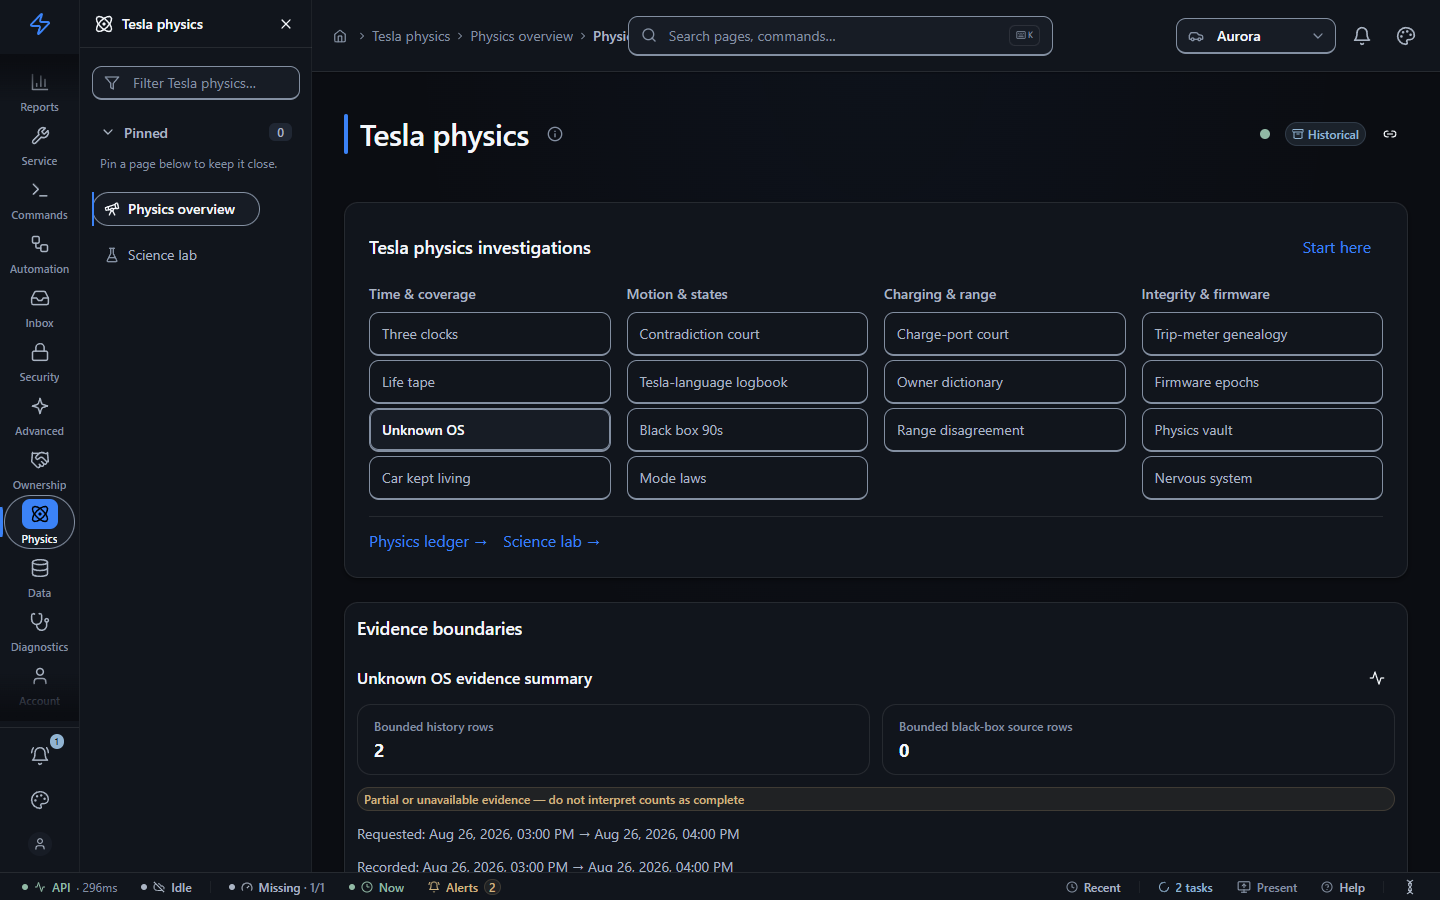 Tesla physics
Tesla physics
Physics overview
Search pages, commands...
K
Aurora
Reports
Service
Commands
Automation
Inbox
Security
Advanced
Ownership
Physics
Data
Diagnostics
Account
1
Filter Tesla physics...
Pinned
0
Pin a page below to keep it close.
Physics overview
Science lab
Tesla physics
Historical
Tesla physics investigations
Start here
Time & coverage
Three clocks
Life tape
Unknown OS
Car kept living
Motion & states
Contradiction court
Tesla-language logbook
Black box 90s
Mode laws
Charging & range
Charge-port court
Owner dictionary
Range disagreement
Integrity & firmware
Trip-meter genealogy
Firmware epochs
Physics vault
Nervous system
Physics ledger →
Science lab →
Evidence boundaries
Unknown OS evidence summary
Bounded history rows
2
Bounded black-box source rows
0
Partial or unavailable evidence — do not interpret counts as complete
Requested: Aug 26, 2026, 03:00 PM → Aug 26, 2026, 04:00 PM
Recorded: Aug 26, 2026, 03:00 PM → Aug 26, 2026, 04:00 PM
API · 296ms
Idle
Missing · 1/1
Now
Alerts 2
Recent
2 tasks
Present
Help